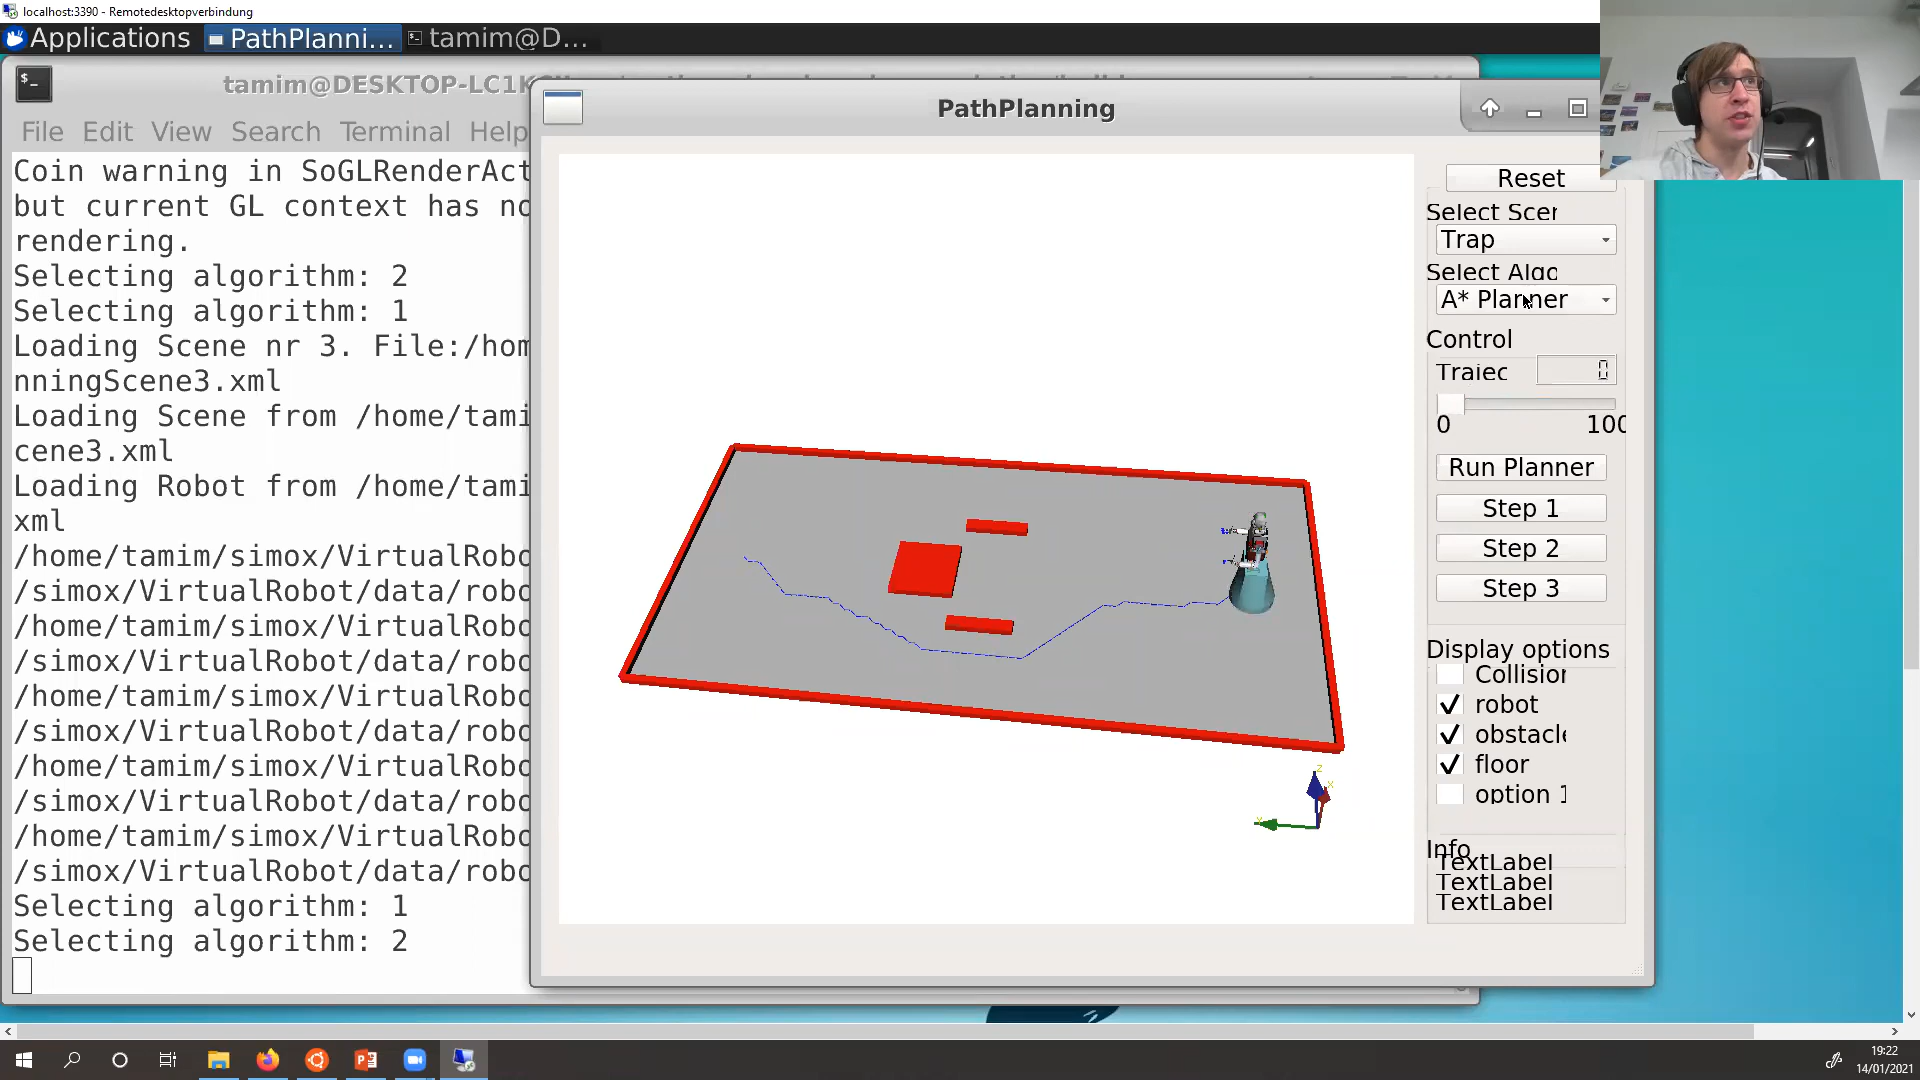 localhost:3390 - Remotedesktopverbindung
Applications
PathPlanni...
tamim@D...
tamim@DESKTOP-LC1K
PathPlanning
File Edit View Search Terminal Help
Coin warning in SoGLRenderAct
but current GL context has no
rendering.
Selecting algorithm: 2
Selecting algorithm: 1
Loading Scene nr 3. File:/hom
nningScene3.xml
Loading Scene from /home/tami
cene3.xml
Loading Robot from /home/tami
xml
/home/tamim/simox/VirtualRobo
/simox/VirtualRobot/data/robo
/home/tamim/simox/VirtualRobo
/simox/VirtualRobot/data/robo
/home/tamim/simox/VirtualRobo
/simox/VirtualRobot/data/robo
/home/tamim/simox/VirtualRobo
/simox/VirtualRobot/data/robo
/home/tamim/simox/VirtualRobo
/simox/VirtualRobot/data/robo
Selecting algorithm: 1
Selecting algorithm: 2
Reset
Select Scer
Trap
Select Algo
A* Planner
Control
Trajec 0
0 100
Run Planner
Step 1
Step 2
Step 3
Display options
Collision
robot
obstacle
floor
option 1
Info
TextLabel
TextLabel
TextLabel
z
x
y
19:22
14/01/2021